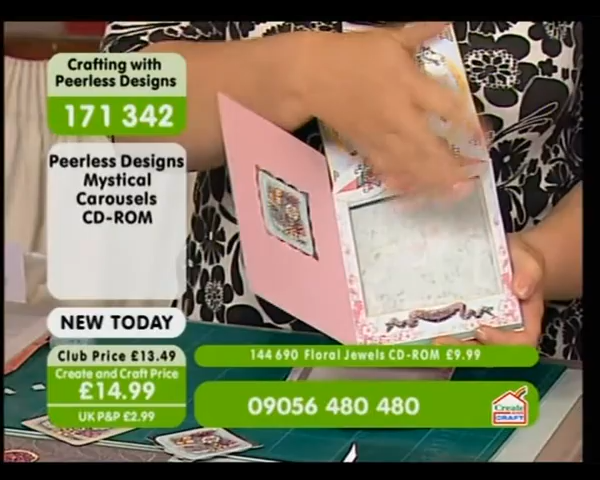 Crafting with
Peerless Designs
171 342
Peerless Designs
Mystical
Carousels
CD-ROM
NEW TODAY
Club Price £13.49
Create and Craft Price
£14.99
UK P&P £2.99
144 690 Floral Jewels CD-ROM £9.99
09056 480 480
Create
and
CRAFT